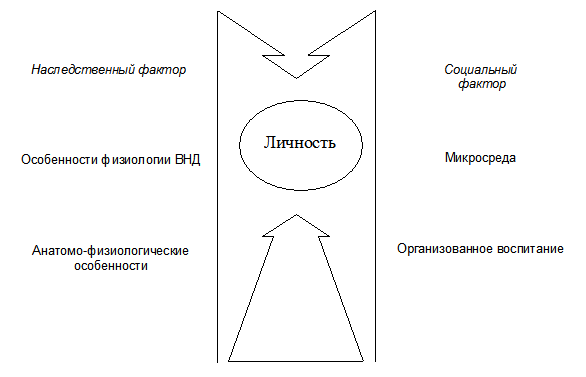 Наследственный фактор
Социальный
фактор
Личность
Особенности физиологии ВНД
Микросреда
Анатомо-физиологические
особенности
Организованное воспитание